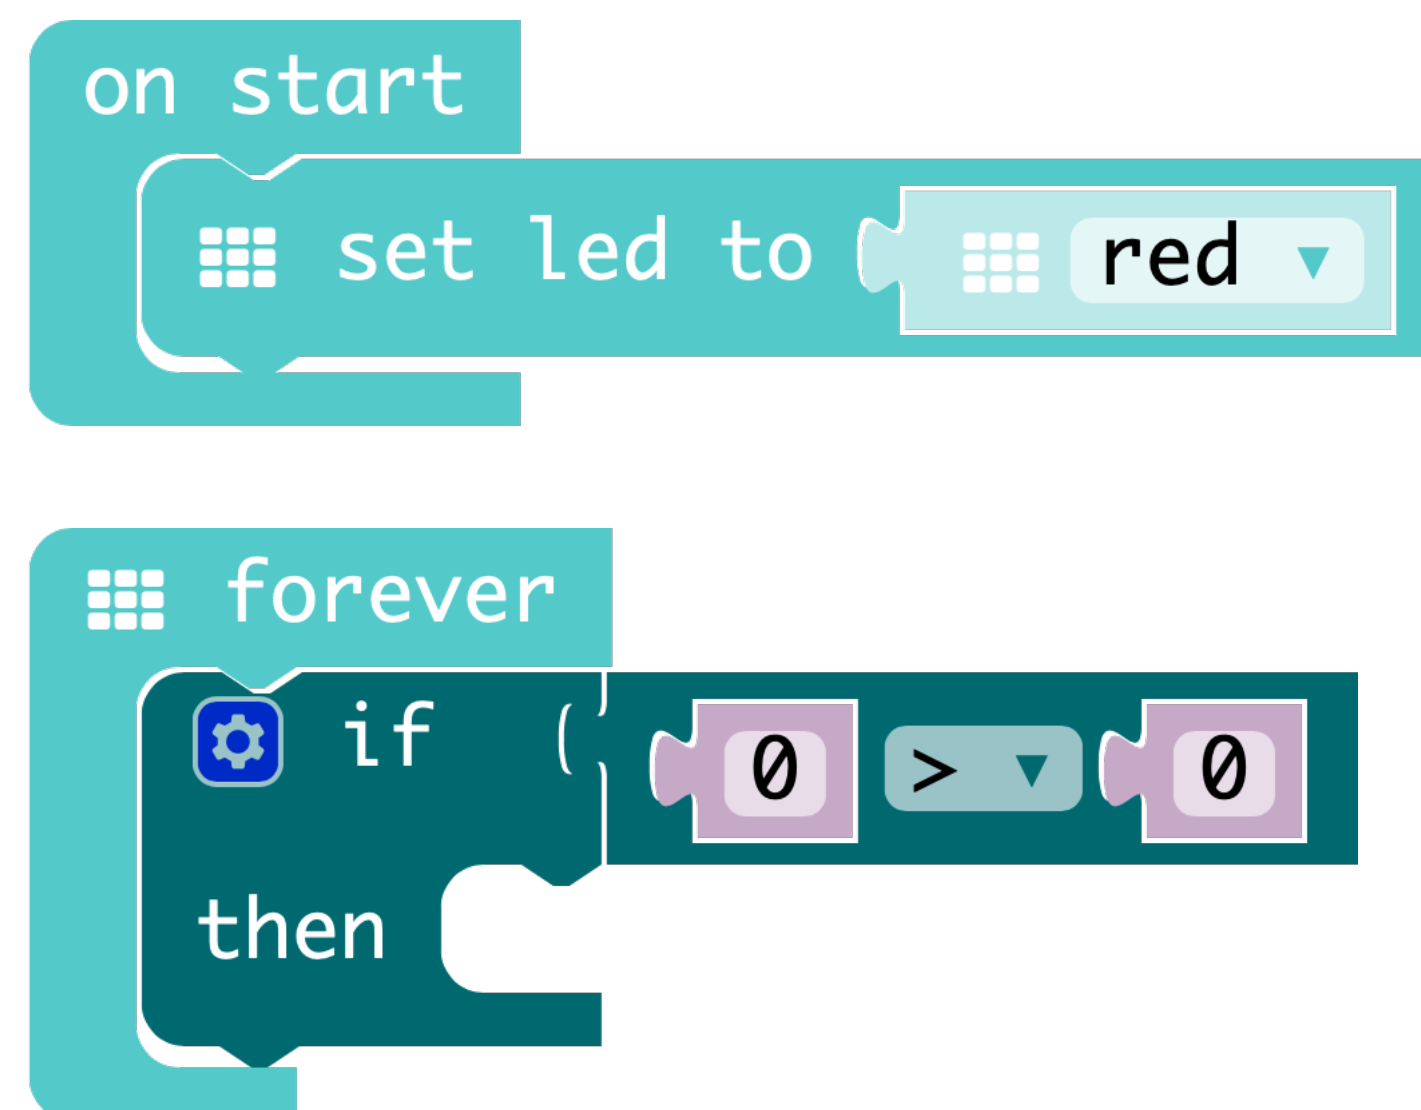 on start
set led to red
forever
if 0 > 0
then